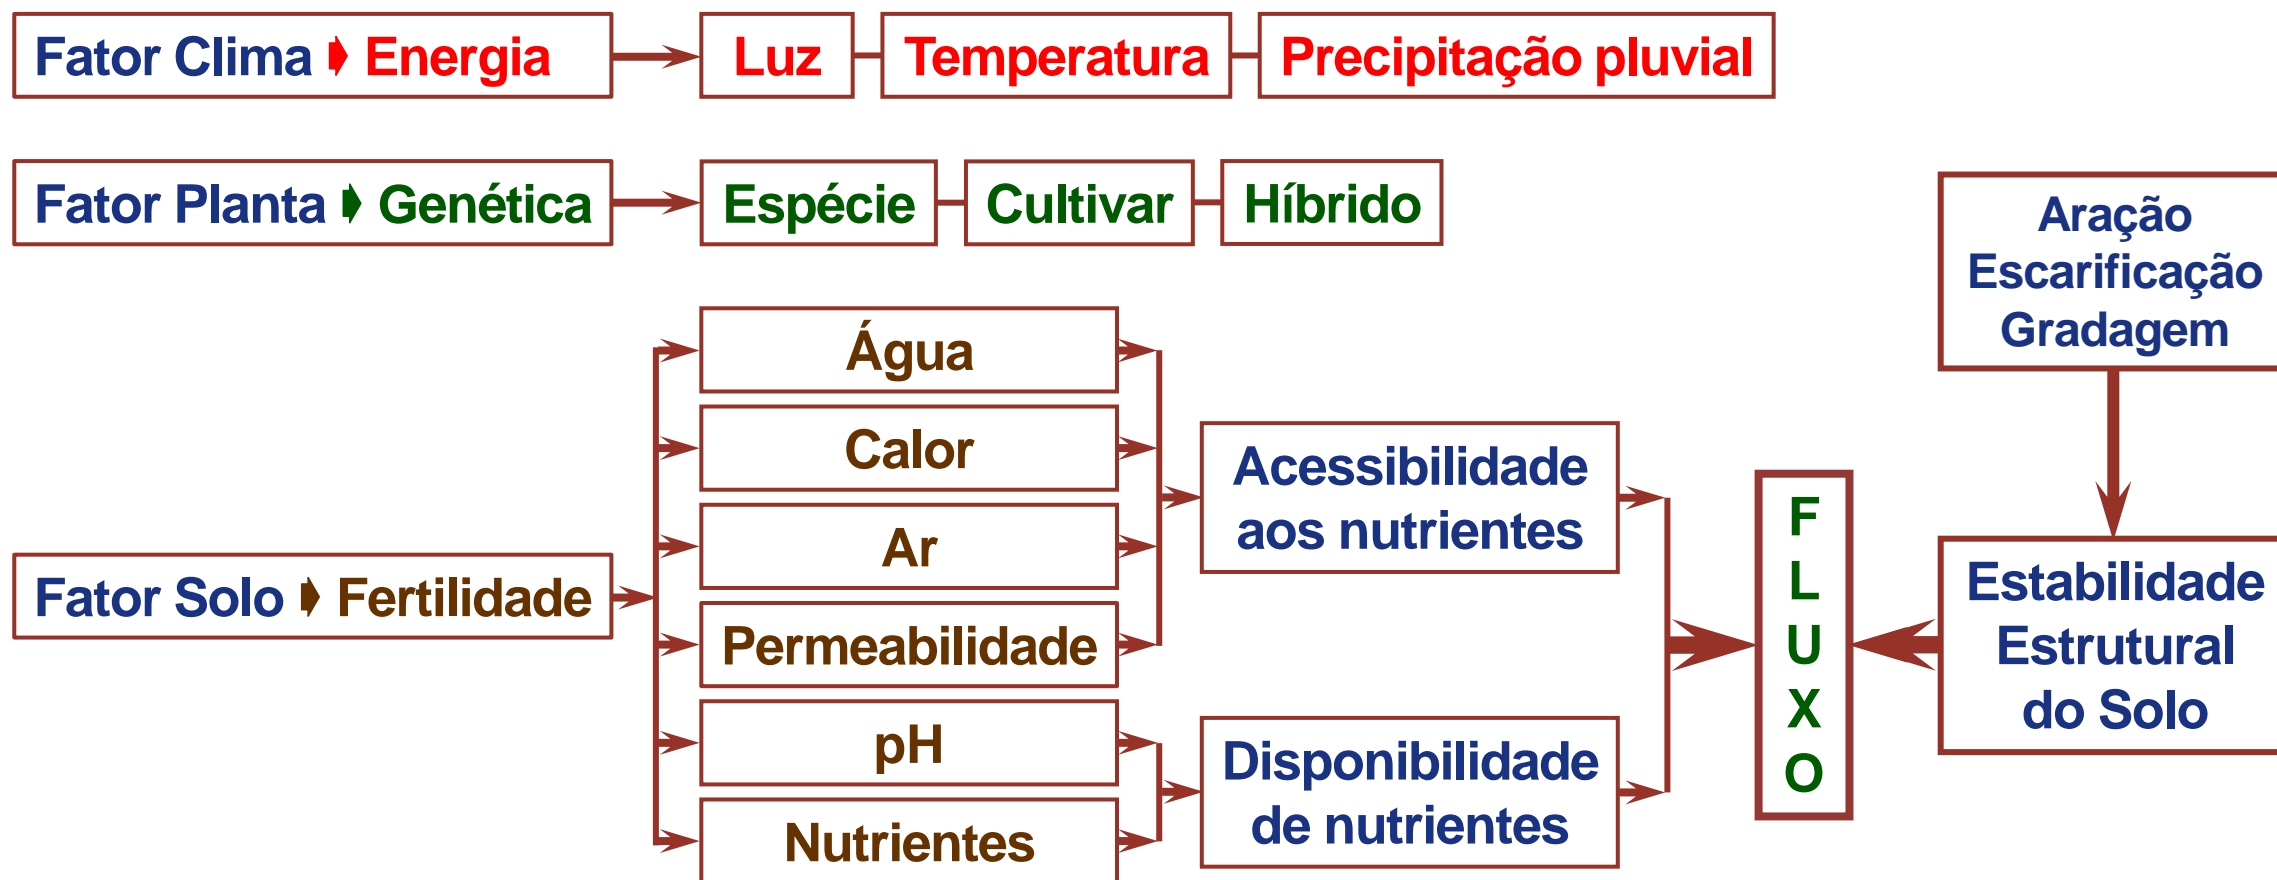 Fator Clima ➧ Energia
Luz
Temperatura
Precipitação pluvial
Fator Planta ➧ Genética
Espécie
Cultivar
Híbrido
Aração
Escarificação
Gradagem
Fator Solo ➧ Fertilidade
Água
Calor
Ar
Permeabilidade
pH
Nutrientes
Acessibilidade
aos nutrientes
Disponibilidade
de nutrientes
F
L
U
X
O
Estabilidade
Estrutural
do Solo